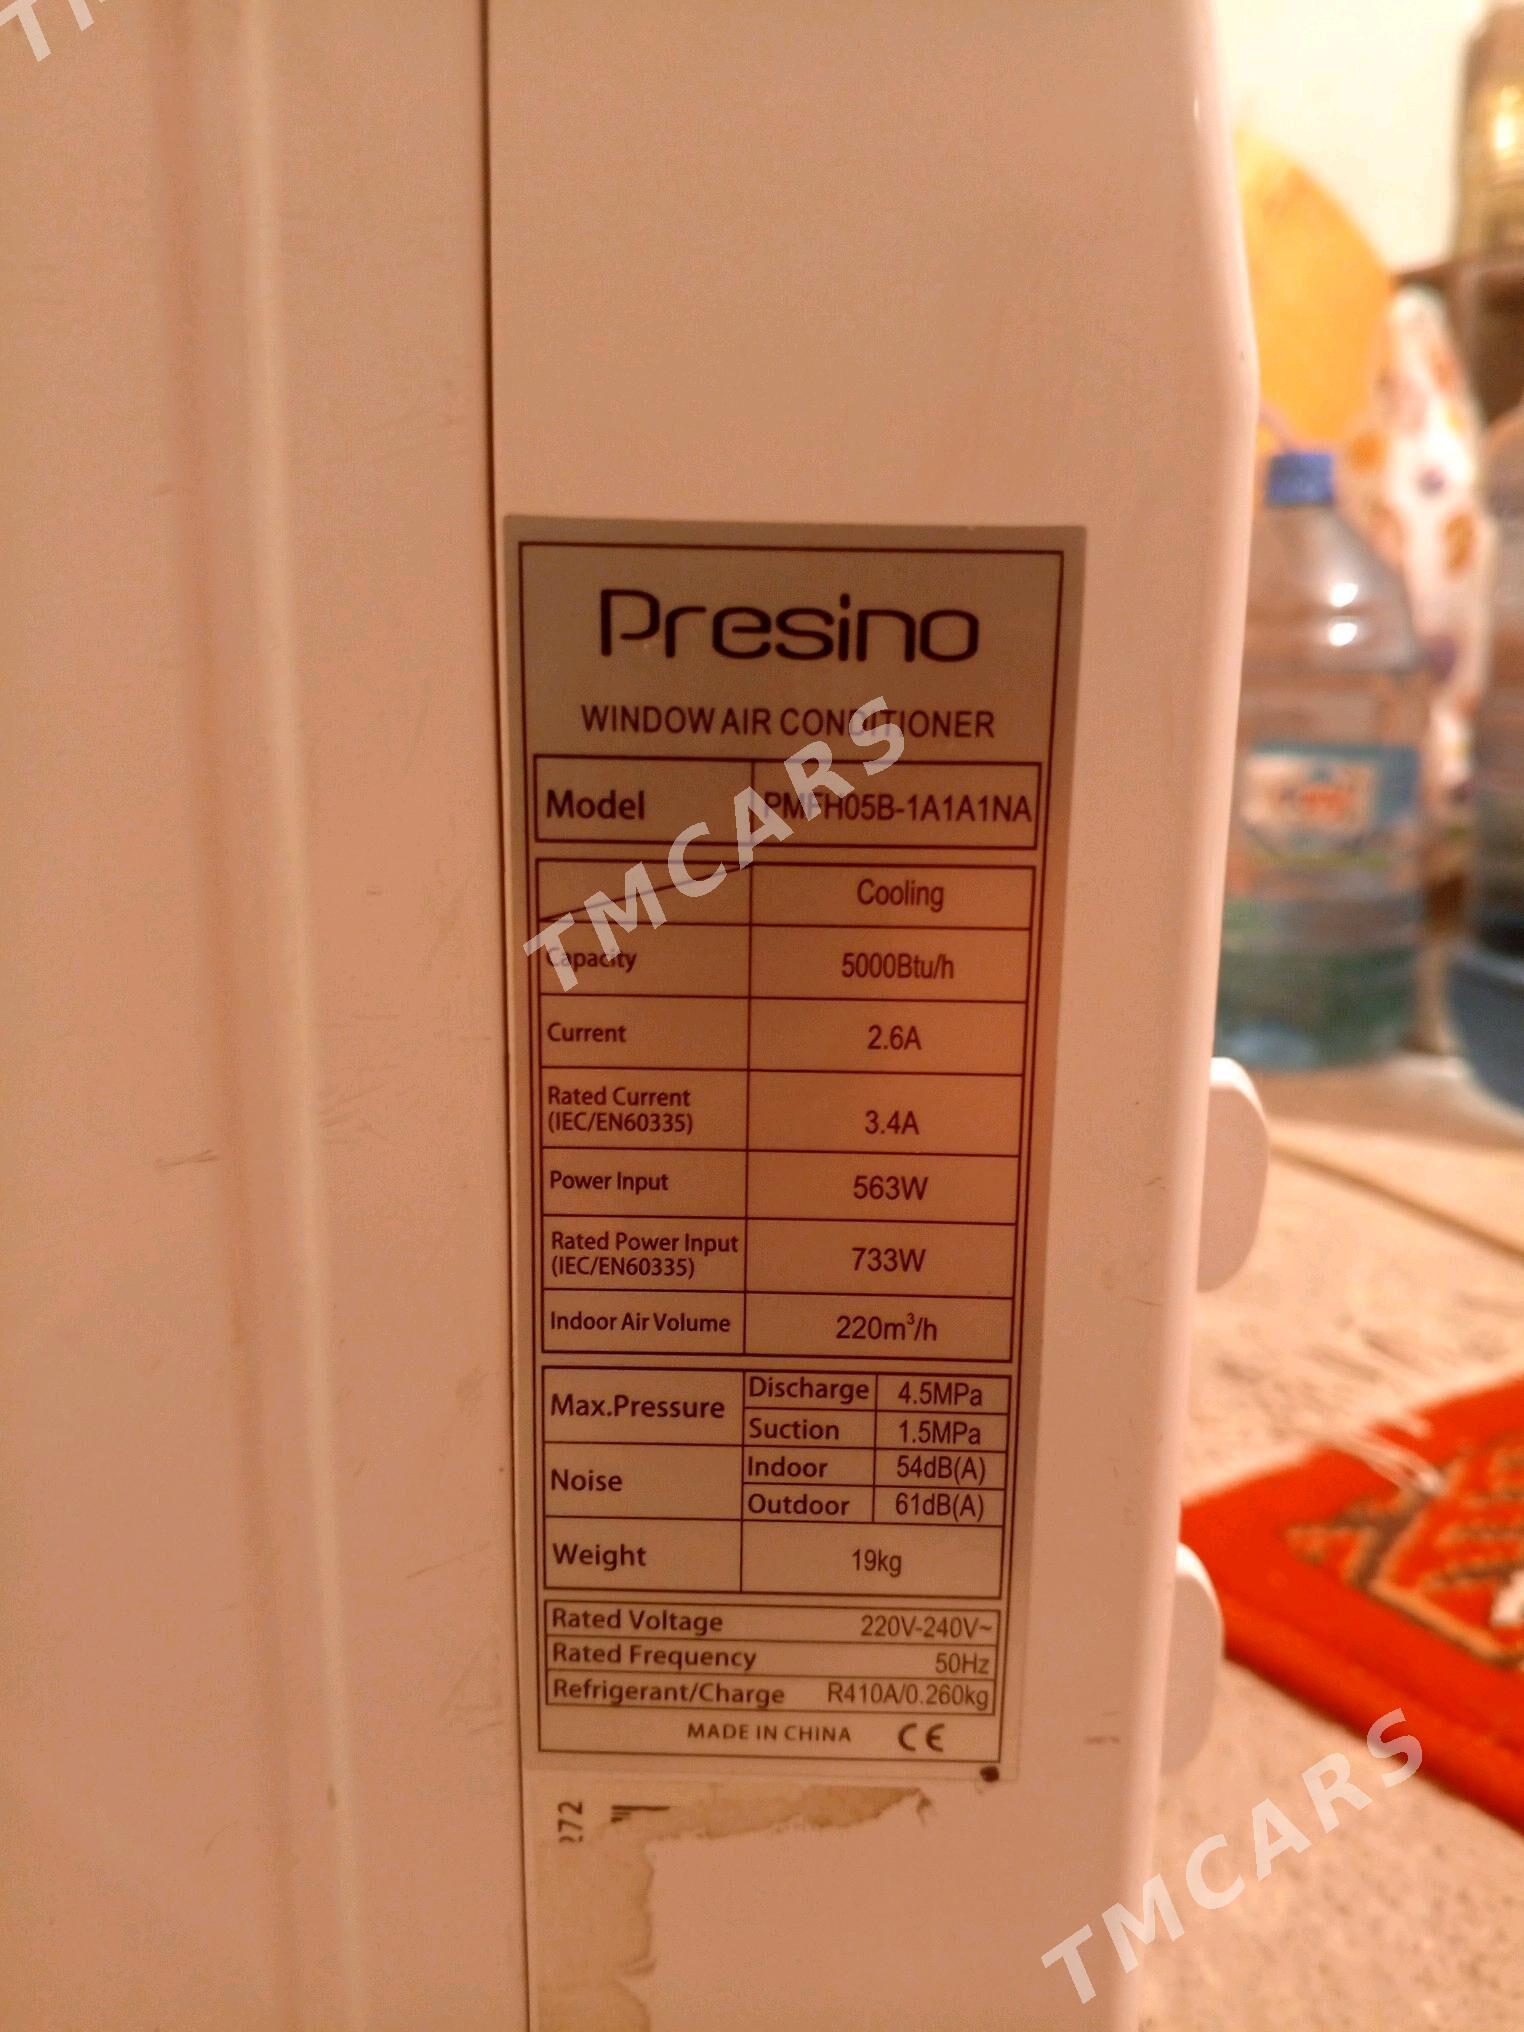 TM
Presino
WINDOW AIR CONDITIONER
Model PMFH05B-1A1A1NA
TMCARS
Cooling
Capacity 5000Btu/h
Current 2.6A
Rated Current
(IEC/EN60335) 3.4A
Power Input 563W
Rated Power Input
(IEC/EN60335) 733W
Indoor Air Volume 220m³/h
Max.Pressure Discharge 4.5MPa
Suction 1.5MPa
Noise Indoor 54dB(A)
Outdoor 61dB(A)
Weight 19kg
Rated Voltage 220V-240V~
Rated Frequency 50Hz
Refrigerant/Charge R410A/0.260kg
MADE IN CHINA CE
272
TMCARS